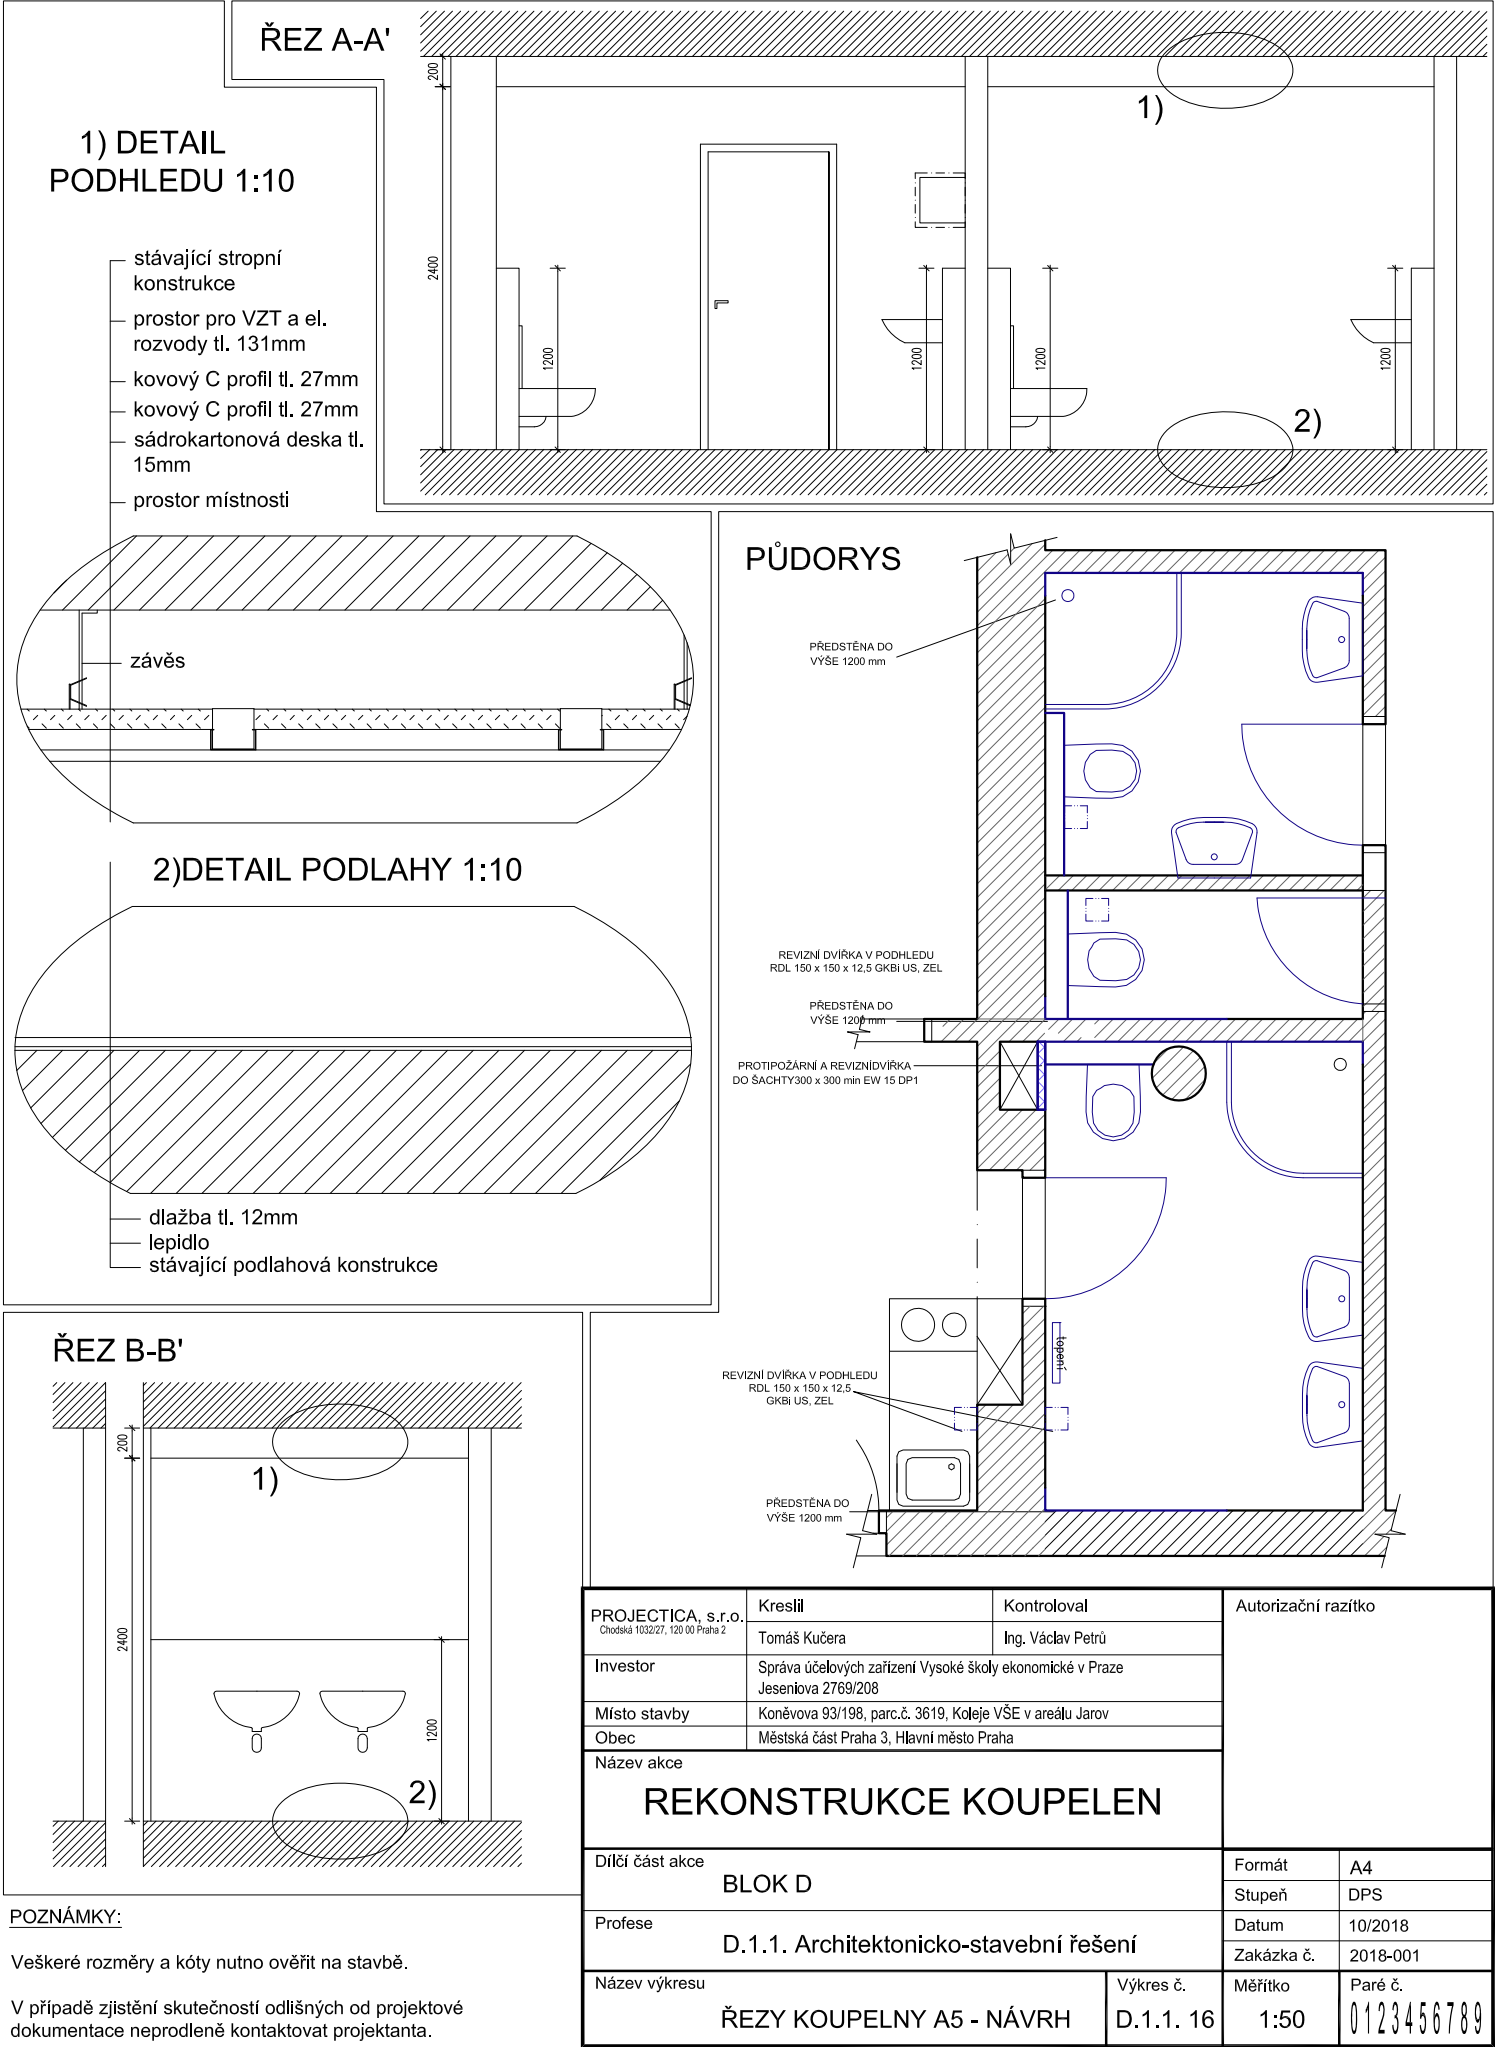 ŘEZ A-A'
200
2400
1200
1200
1200
1200
1)
2)
1) DETAIL
PODHLEDU 1:10
stávající stropní
konstrukce
prostor pro VZT a el.
rozvody tl. 131mm
kovový C profil tl. 27mm
kovový C profil tl. 27mm
sádrokartonová deska tl.
15mm
prostor místnosti
závěs
2)DETAIL PODLAHY 1:10
dlažba tl. 12mm
lepidlo
stávající podlahová konstrukce
PŮDORYS
PŘEDSTĚNA DO
VÝŠE 1200 mm
REVIZNÍ DVÍŘKA V PODHLEDU
RDL 150 x 150 x 12,5 GKBi US, ZEL
PŘEDSTĚNA DO
VÝŠE 1200 mm
PROTIPOŽÁRNÍ A REVIZNÍDVÍŘKA
DO ŠACHTY300 x 300 min EW 15 DP1
topení
REVIZNÍ DVÍŘKA V PODHLEDU
RDL 150 x 150 x 12,5
GKBi US, ZEL
PŘEDSTĚNA DO
VÝŠE 1200 mm
ŘEZ B-B'
200
2400
1200
1)
2)
POZNÁMKY:
Veškeré rozměry a kóty nutno ověřit na stavbě.
V případě zjistění skutečností odlišných od projektové
dokumentace neprodleně kontaktovat projektanta.
PROJECTICA, s.r.o.
Chodská 1032/27, 120 00 Praha 2
Kreslil
Kontroloval
Autorizační razítko
Tomáš Kučera
Ing. Václav Petrů
Investor
Správa účelových zařízení Vysoké školy ekonomické v Praze
Jeseniova 2769/208
Místo stavby
Koněvova 93/198, parc.č. 3619, Koleje VŠE v areálu Jarov
Obec
Městská část Praha 3, Hlavní město Praha
Název akce
REKONSTRUKCE KOUPELEN
Dílčí část akce
BLOK D
Formát
A4
Stupeň
DPS
Profese
D.1.1. Architektonicko-stavební řešení
Datum
10/2018
Zakázka č.
2018-001
Název výkresu
ŘEZY KOUPELNY A5 - NÁVRH
Výkres č.
D.1.1. 16
Měřítko
1:50
Paré č.
0123456789